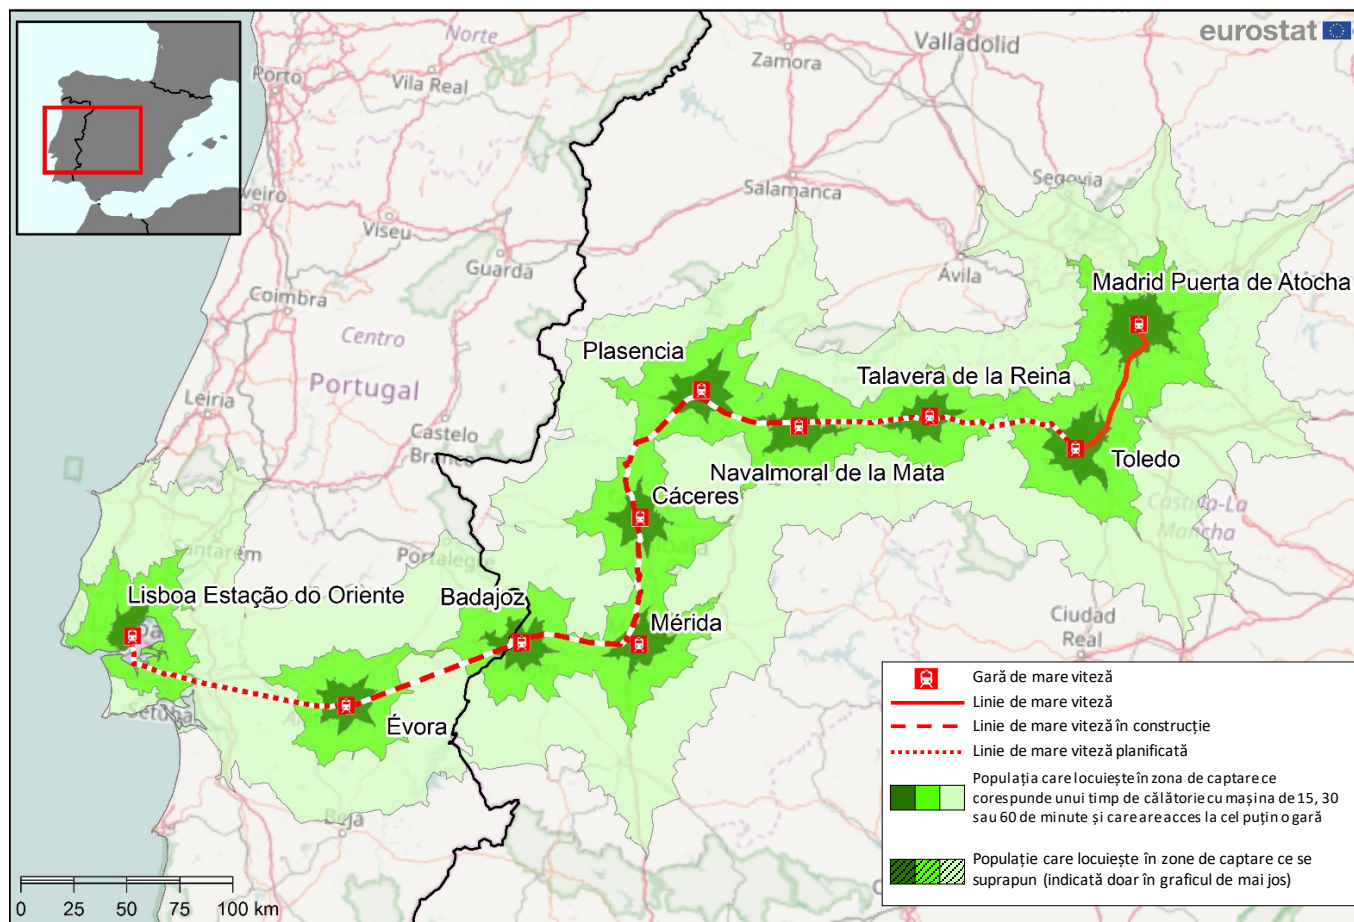 eurostat
Norte
Porto
Vila Real
Zamora
Valladolid
Salamanca
Segovia
Viseu
Guarda
Ávila
Coimbra
Centro
Madrid Puerta de Atocha
Plasencia
Talavera de la Reina
Portugal
Leiria
Castelo
Branco
Navalmoral de la Mata
Toledo
Cáceres
Castilla-La
Mancha
Santarém
Portalegre
Lisboa Estação do Oriente
Badajoz
Mérida
Ciudad
Real
Setúbal
Évora
Beja
Gară de mare viteză
Linie de mare viteză
Linie de mare viteză în construcție
Linie de mare viteză planificată
Populația care locuiește în zona de captare ce
corespunde unui timp de călătorie cu mașina de 15, 30
sau 60 de minute și care are acces la cel puțin o gară
Populație care locuiește în zone de captare ce se
suprapun (indicată doar în graficul de mai jos)
0 25 50 75 100 km